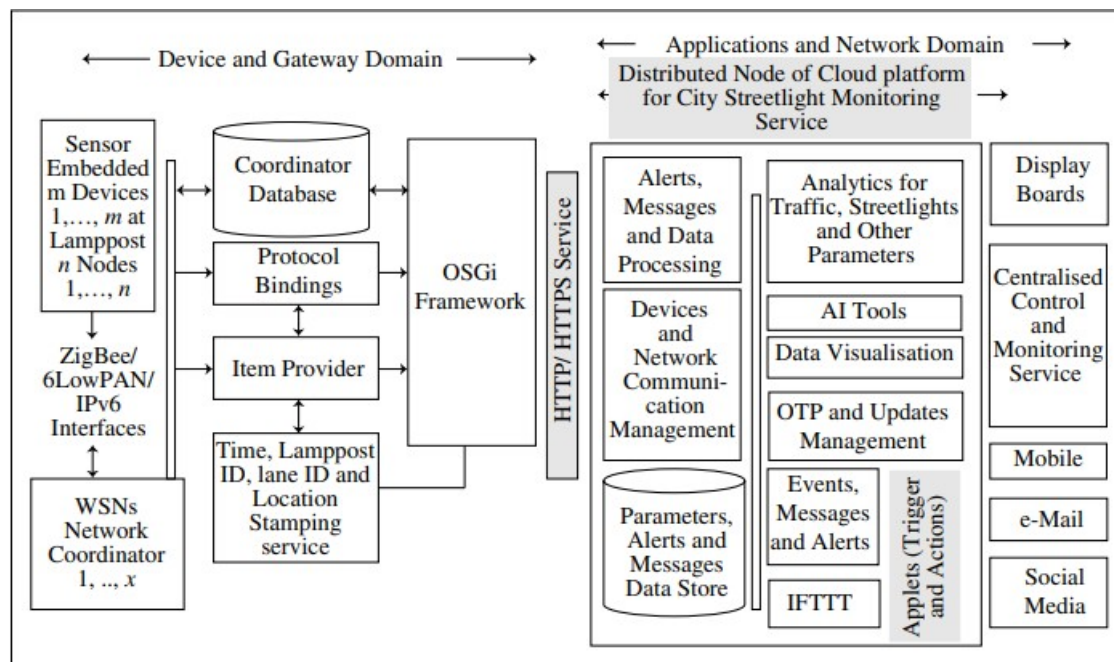 Device and Gateway Domain
Applications and Network Domain
Distributed Node of Cloud platform
for City Streetlight Monitoring
Service
Sensor
Embedded
m Devices
1,…, m at
Lamppost
n Nodes
1,…, n
ZigBee/
6LowPAN/
IPv6
Interfaces
WSNs
Network
Coordinator
1, .., x
Coordinator
Database
Protocol
Bindings
Item Provider
Time, Lamppost
ID, lane ID and
Location
Stamping
service
OSGi
Framework
HTTP/ HTTPS Service
Alerts,
Messages
and Data
Processing
Devices
and
Network
Communi-
cation
Management
Parameters,
Alerts and
Messages
Data Store
Analytics for
Traffic, Streetlights
and Other
Parameters
AI Tools
Data Visualisation
OTP and Updates
Management
Events,
Messages
and Alerts
IFTTT
Applets (Trigger
and Actions)
Display
Boards
Centralised
Control
and
Monitoring
Service
Mobile
e-Mail
Social
Media